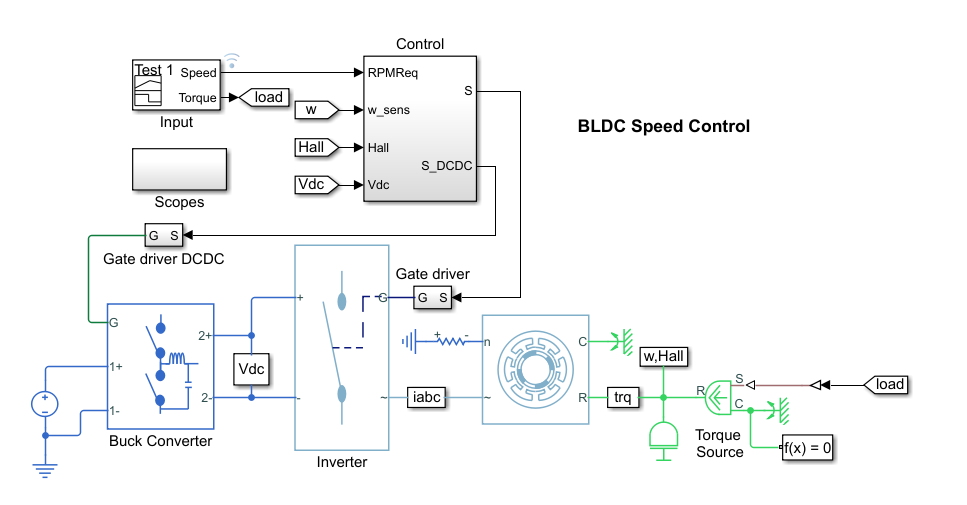 Control
Test 1
Speed
Torque
Input
load
RPMReq
w
w_sens
Hall
Hall
Vdc
Vdc
S
S_DCDC
BLDC Speed Control
Scopes
G S
Gate driver DCDC
Gate driver
G S
G
+
-
~
Inverter
G
1+
1-
2+
2-
Buck Converter
Vdc
+
-
+ -
n
~
C
R
iabc
trq
w,Hall
R
S
C
Torque
Source
load
f(x) = 0